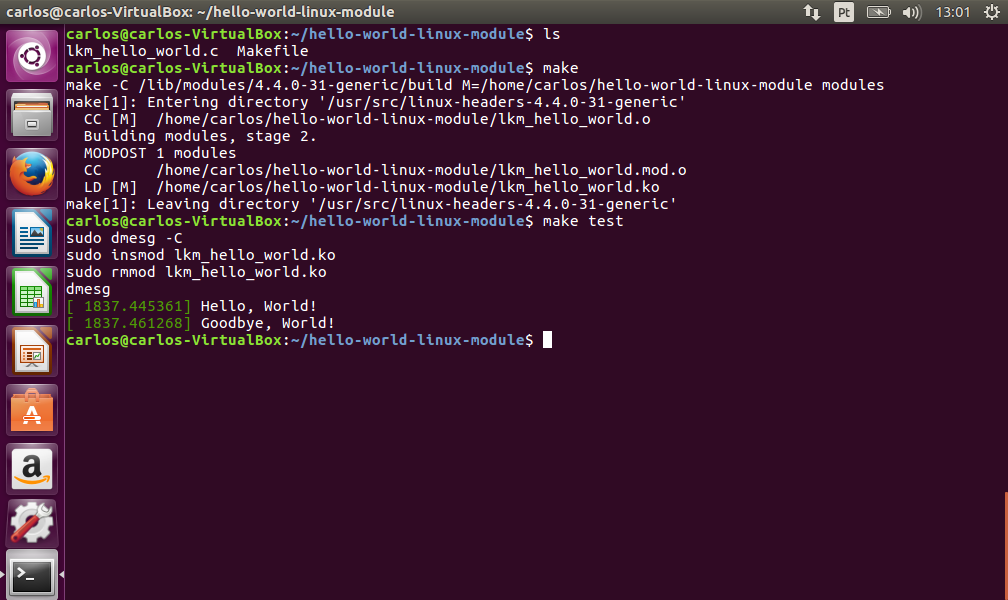 carlos@carlos-VirtualBox: ~/hello-world-linux-module
Pt
13:01
carlos@carlos-VirtualBox:~/hello-world-linux-module$ ls
lkm_hello_world.c  Makefile
carlos@carlos-VirtualBox:~/hello-world-linux-module$ make
make -C /lib/modules/4.4.0-31-generic/build M=/home/carlos/hello-world-linux-module modules
make[1]: Entering directory '/usr/src/linux-headers-4.4.0-31-generic'
  CC [M]  /home/carlos/hello-world-linux-module/lkm_hello_world.o
  Building modules, stage 2.
  MODPOST 1 modules
  CC      /home/carlos/hello-world-linux-module/lkm_hello_world.mod.o
  LD [M]  /home/carlos/hello-world-linux-module/lkm_hello_world.ko
make[1]: Leaving directory '/usr/src/linux-headers-4.4.0-31-generic'
carlos@carlos-VirtualBox:~/hello-world-linux-module$ make test
sudo dmesg -C
sudo insmod lkm_hello_world.ko
sudo rmmod lkm_hello_world.ko
dmesg
[ 1837.445361] Hello, World!
[ 1837.461268] Goodbye, World!
carlos@carlos-VirtualBox:~/hello-world-linux-module$